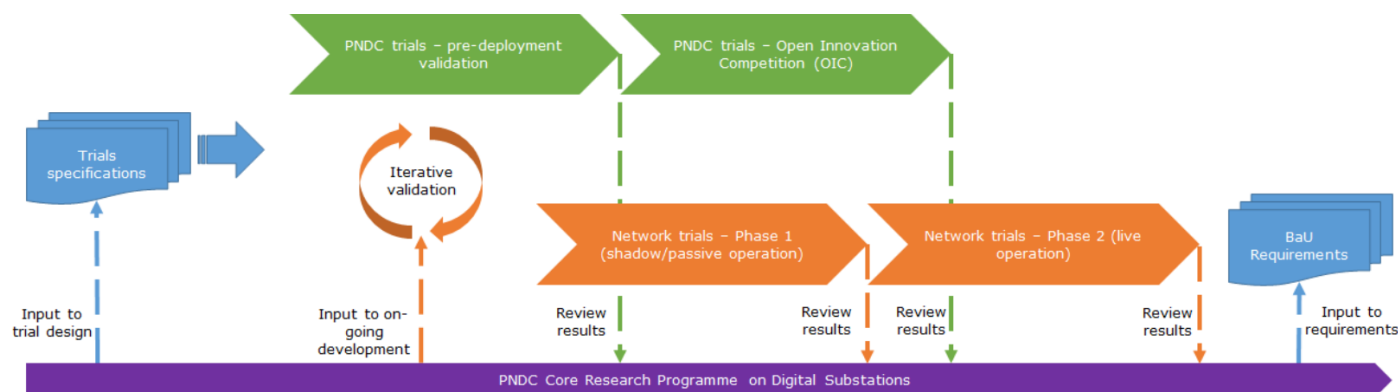 PNDC trials – pre-deployment
validation
PNDC trials – Open Innovation
Competition (OIC)
Trials
specifications
Iterative
validation
Network trials – Phase 1
(shadow/passive operation)
Network trials – Phase 2 (live
operation)
BaU
Requirements
Input to
trial design
Input to on-
going
development
Review
results
Review
results
Review
results
Review
results
Input to
requirements
PNDC Core Research Programme on Digital Substations